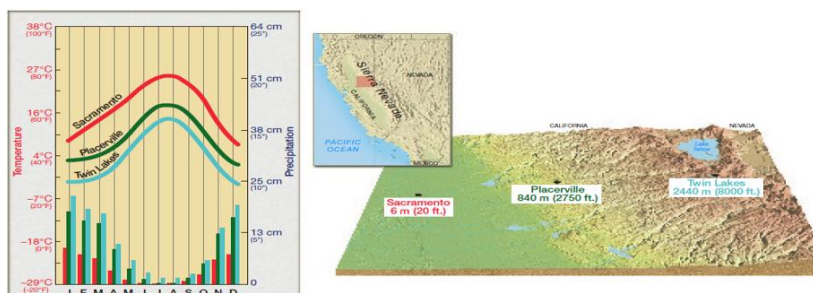 38°C
(100°F)
27°C
(80°F)
16°C
(60°F)
4°C
(40°F)
-7°C
(20°F)
-18°C
(0°F)
-29°C
(-20°F)
Temperature
Sacramento
Placerville
Twin Lakes
64 cm
(25")
51 cm
(20")
38 cm
(15")
25 cm
(10")
13 cm
(5")
0
Precipitation
J F M A M J J A S O N D
OREGON
NEVADA
Sierra Nevada
CALIFORNIA
PACIFIC
OCEAN
MEXICO
CALIFORNIA
NEVADA
Lake
Tahoe
Sacramento
6 m (20 ft.)
Placerville
840 m (2750 ft.)
Twin Lakes
2440 m (8000 ft.)